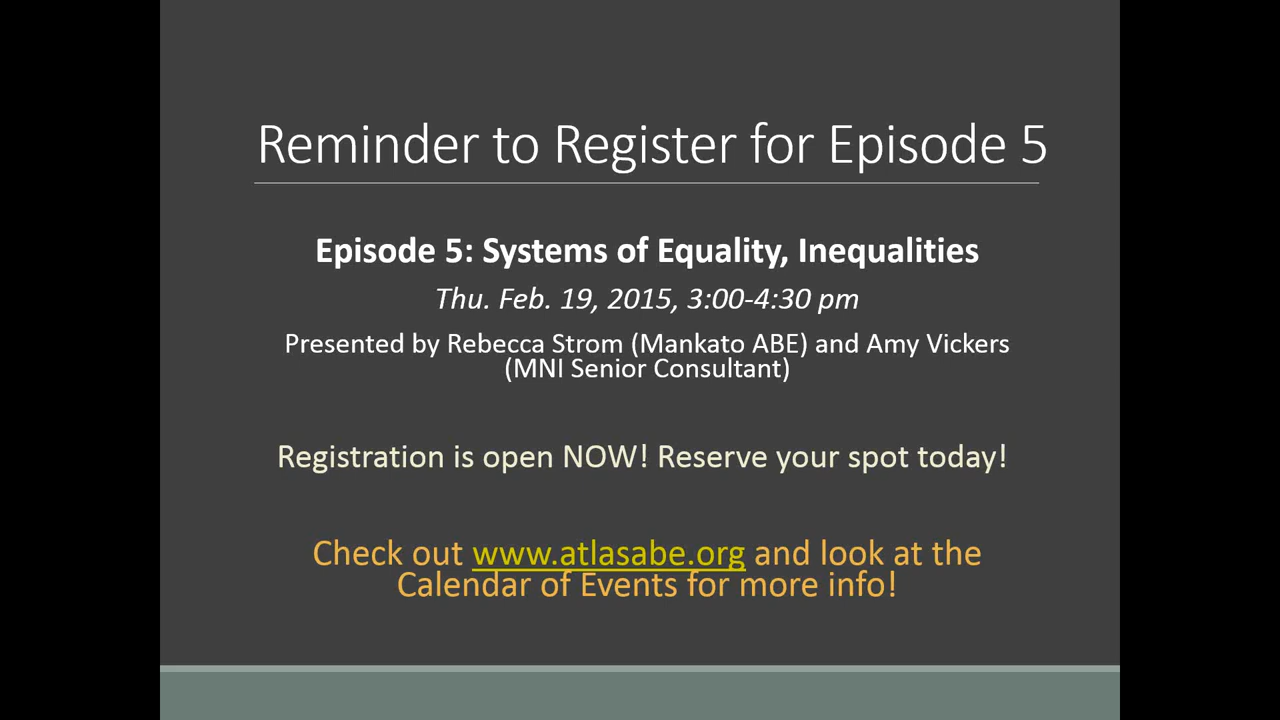 Reminder to Register for Episode 5
Episode 5: Systems of Equality, Inequalities
Thu. Feb. 19, 2015, 3:00-4:30 pm
Presented by Rebecca Strom (Mankato ABE) and Amy Vickers
(MNI Senior Consultant)
Registration is open NOW! Reserve your spot today!
Check out www.atlasabe.org and look at the
Calendar of Events for more info!